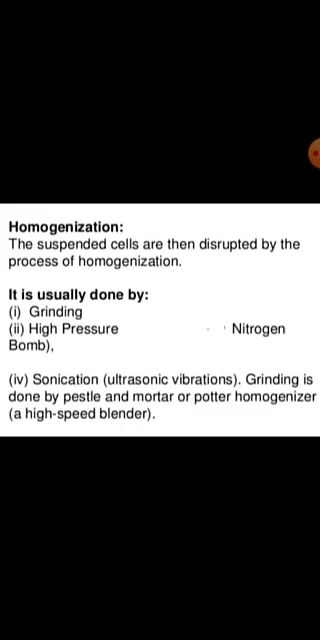 Homogenization:
The suspended cells are then disrupted by the
process of homogenization.
It is usually done by:
(i) Grinding
(ii) High Pressure Nitrogen
Bomb),
(iv) Sonication (ultrasonic vibrations). Grinding is
done by pestle and mortar or potter homogenizer
(a high-speed blender).